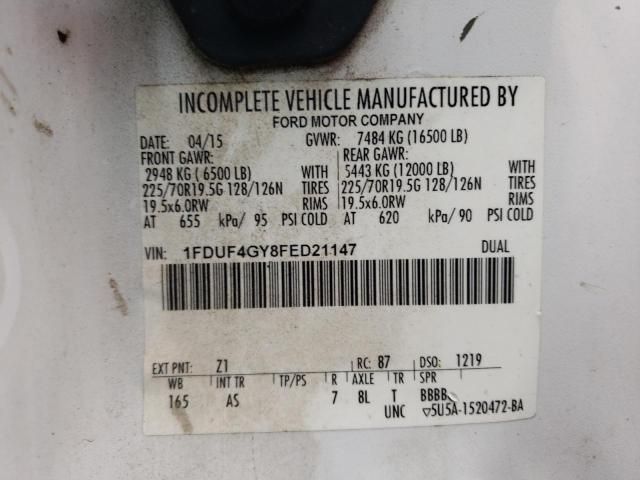 INCOMPLETE VEHICLE MANUFACTURED BY
FORD MOTOR COMPANY
DATE: 04/15 GVWR: 7484 KG (16500 LB)
FRONT GAWR: REAR GAWR:
2948 KG ( 6500 LB) WITH 5443 KG (12000 LB) WITH
225/70R19.5G 128/126N TIRES 225/70R19.5G 128/126N TIRES
19.5x6.0RW RIMS 19.5x6.0RW RIMS
AT 655 kPa/ 95 PSI COLD AT 620 kPa/ 90 PSI COLD
VIN: 1FDUF4GY8FED21147 DUAL
EXT PNT: Z1 RC: 87 DSO: 1219
WB INT TR TP/PS R AXLE TR SPR
165 AS 7 8L T BBBB
UNC ▽5U5A-1520472-BA